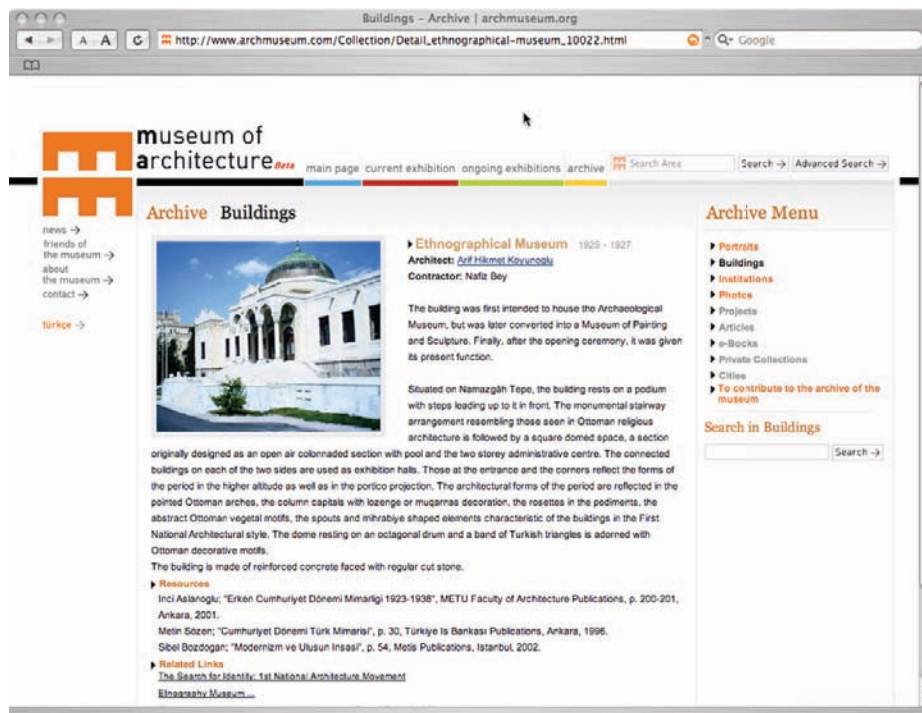 Buildings – Archive | archmuseum.org
A A C http://www.archmuseum.com/Collection/Detail_ethnographical-museum_10022.html Google
museum of
architecture Beta
main page current exhibition ongoing exhibitions archive Search Area Search → Advanced Search →
news →
friends of
the museum →
about
the museum →
contact →
türkçe →
Archive Buildings
Ethnographical Museum 1925 - 1927
Architect: Arif Hikmet Koyunoglu
Contractor: Nafiz Bey
The building was first intended to house the Archaeological
Museum, but was later converted into a Museum of Painting
and Sculpture. Finally, after the opening ceremony, it was given
its present function.
Situated on Namazgâh Tepe, the building rests on a podium
with steps leading up to it in front. The monumental stairway
arrangement resembling those seen in Ottoman religious
architecture is followed by a square domed space, a section
originally designed as an open air colonnaded section with pool and the two storey administrative centre. The connected
buildings on each of the two sides are used as exhibition halls. Those at the entrance and the corners reflect the forms of
the period in the higher altitude as well as in the portico projection. The architectural forms of the period are reflected in the
pointed Ottoman arches, the column capitals with lozenge or muqarnas decoration, the rosettes in the pediments, the
abstract Ottoman vegetal motifs, the spouts and mihrabiye shaped elements characteristic of the buildings in the First
National Architectural style. The dome resting on an octagonal drum and a band of Turkish triangles is adorned with
Ottoman decorative motifs.
The building is made of reinforced concrete faced with regular cut stone.
Resources
Inci Aslanoglu; "Erken Cumhuriyet Dönemi Mimarligi 1923-1938", METU Faculty of Architecture Publications, p. 200-201,
Ankara, 2001.
Metin Sözen; "Cumhuriyet Dönemi Türk Mimarisi", p. 30, Türkiye Is Bankası Publications, Ankara, 1996.
Sibel Bozdogan; "Modernizm ve Ulusun Insasi", p. 54, Metis Publications, Istanbul, 2002.
Related Links
The Search for Identity: 1st National Architecture Movement
Etnography Museum ...
Archive Menu
Portraits
Buildings
Institutions
Photos
Projects
Articles
e-Books
Private Collections
Cities
To contribute to the archive of the
museum
Search in Buildings
Search →